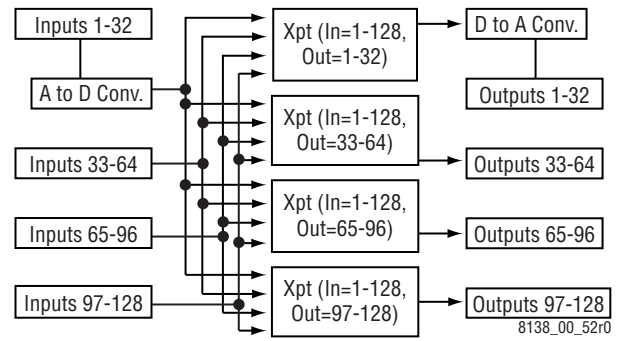 Inputs 1-32
A to D Conv.
Inputs 33-64
Inputs 65-96
Inputs 97-128
Xpt (In=1-128,
Out=1-32)
Xpt (In=1-128,
Out=33-64)
Xpt (In=1-128,
Out=65-96)
Xpt (In=1-128,
Out=97-128)
D to A Conv.
Outputs 1-32
Outputs 33-64
Outputs 65-96
Outputs 97-128
8138_00_52r0